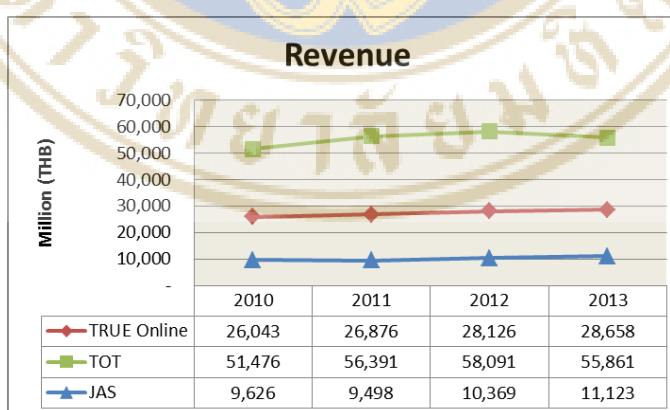 Revenue
Million (THB)
70,000
60,000
50,000
40,000
30,000
20,000
10,000
-
2010 2011 2012 2013
TRUE Online 26,043 26,876 28,126 28,658
TOT 51,476 56,391 58,091 55,861
JAS 9,626 9,498 10,369 11,123